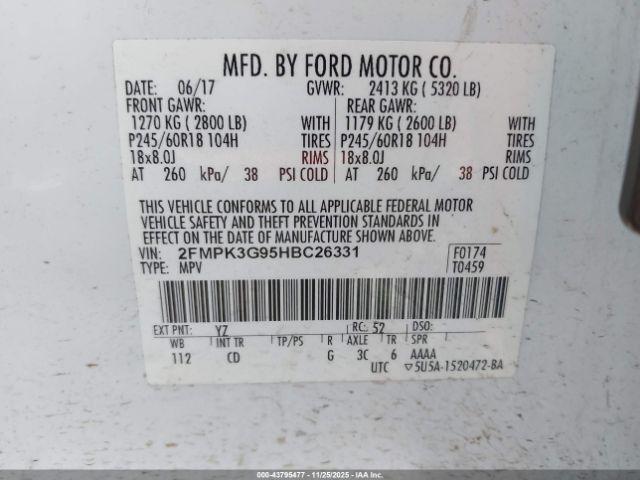 MFD. BY FORD MOTOR CO.
DATE: 06/17 GVWR: 2413 KG ( 5320 LB)
FRONT GAWR: REAR GAWR:
1270 KG ( 2800 LB) WITH 1179 KG ( 2600 LB) WITH
P245/60R18 104H TIRES P245/60R18 104H TIRES
18x8.0J RIMS 18x8.0J RIMS
AT 260 kPa/ 38 PSI COLD AT 260 kPa/ 38 PSI COLD
THIS VEHICLE CONFORMS TO ALL APPLICABLE FEDERAL MOTOR
VEHICLE SAFETY AND THEFT PREVENTION STANDARDS IN
EFFECT ON THE DATE OF MANUFACTURE SHOWN ABOVE.
VIN: 2FMPK3G95HBC26331 F0174
TYPE: MPV T0459
EXT PNT: YZ RC: 52 DSO:
WB INT TR TP/PS R AXLE TR SPR
112 CD G 3C 6 AAAA
UTC ▽5U5A-1520472-BA
000-43795477 — 11/25/2025 — IAAI.COM